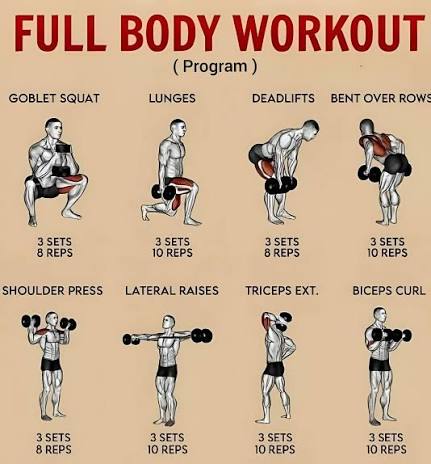 FULL BODY WORKOUT
( Program )
GOBLET SQUAT
LUNGES
DEADLIFTS
BENT OVER ROWS
3 SETS
8 REPS
3 SETS
10 REPS
3 SETS
8 REPS
3 SETS
10 REPS
SHOULDER PRESS
LATERAL RAISES
TRICEPS EXT.
BICEPS CURL
3 SETS
8 REPS
3 SETS
10 REPS
3 SETS
10 REPS
3 SETS
10 REPS